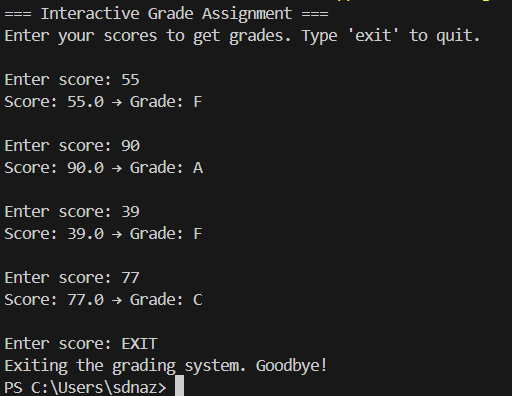 === Interactive Grade Assignment ===
Enter your scores to get grades. Type 'exit' to quit.
Enter score: 55
Score: 55.0 → Grade: F
Enter score: 90
Score: 90.0 → Grade: A
Enter score: 39
Score: 39.0 → Grade: F
Enter score: 77
Score: 77.0 → Grade: C
Enter score: EXIT
Exiting the grading system. Goodbye!
PS C:\Users\sdnaz>